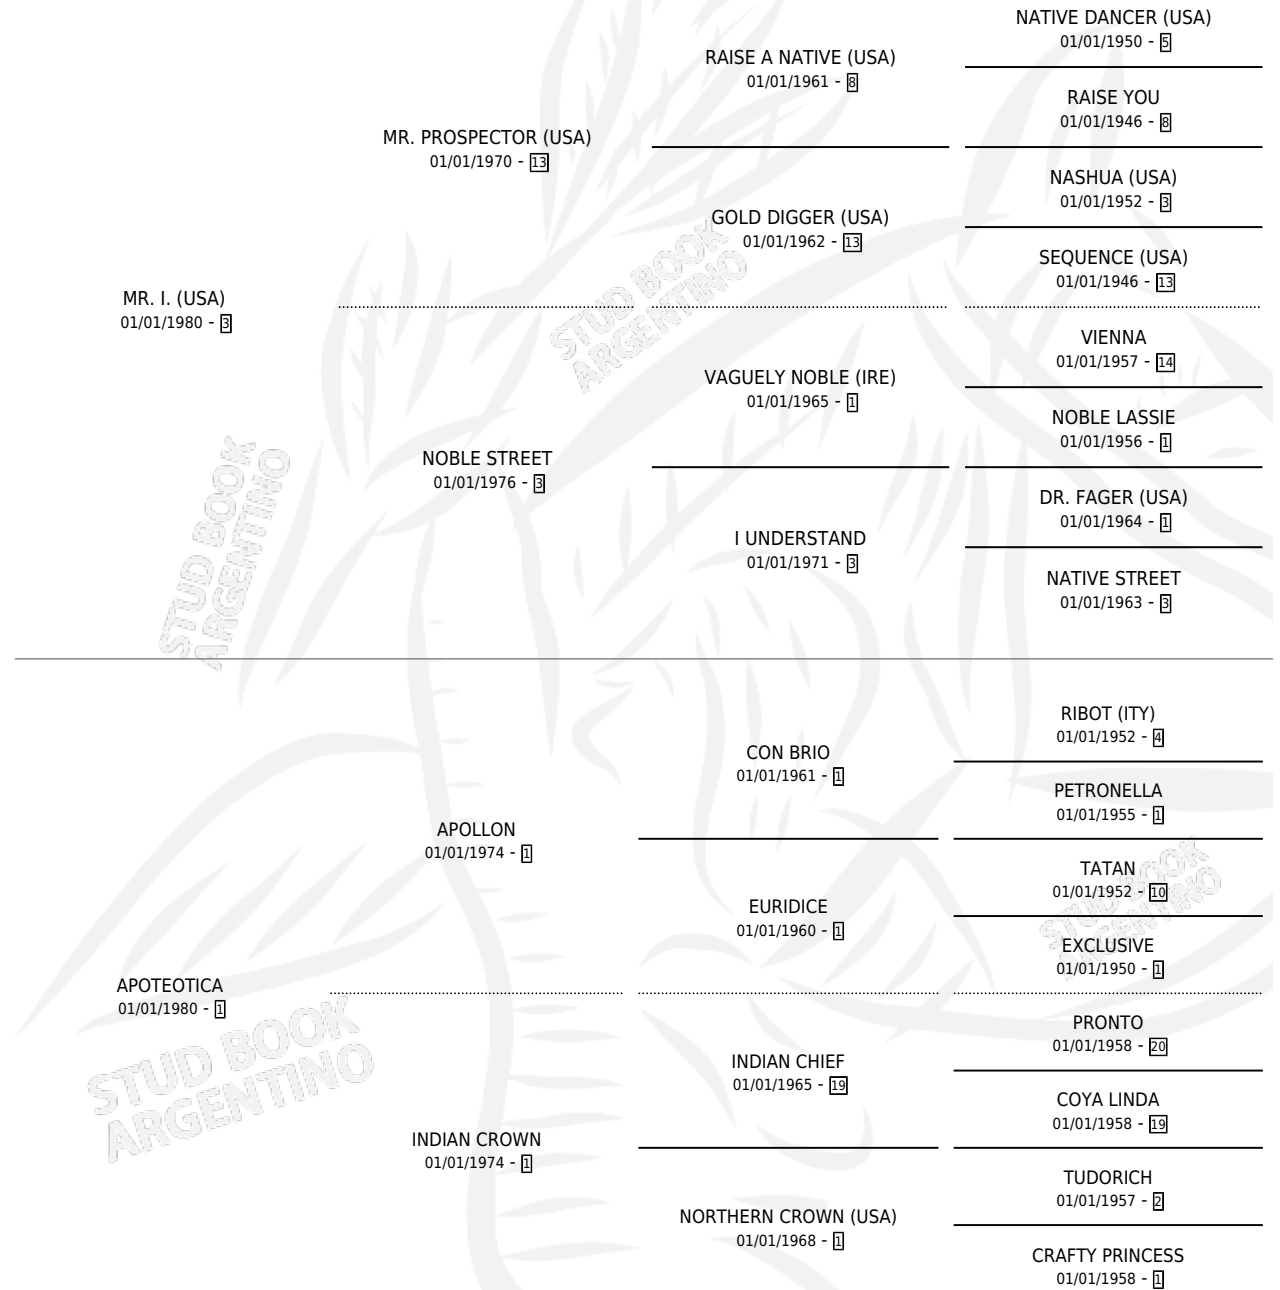 NATIVE DANCER (USA)
01/01/1950 - 5
RAISE A NATIVE (USA)
01/01/1961 - 8
RAISE YOU
01/01/1946 - 8
MR. PROSPECTOR (USA)
01/01/1970 - 13
NASHUA (USA)
01/01/1952 - 3
GOLD DIGGER (USA)
01/01/1962 - 13
SEQUENCE (USA)
01/01/1946 - 13
MR. I. (USA)
01/01/1980 - 3
VIENNA
01/01/1957 - 14
VAGUELY NOBLE (IRE)
01/01/1965 - 1
NOBLE LASSIE
01/01/1956 - 1
NOBLE STREET
01/01/1976 - 3
DR. FAGER (USA)
01/01/1964 - 1
I UNDERSTAND
01/01/1971 - 3
NATIVE STREET
01/01/1963 - 3
RIBOT (ITY)
01/01/1952 - 4
CON BRIO
01/01/1961 - 1
PETRONELLA
01/01/1955 - 1
APOLLON
01/01/1974 - 1
TATAN
01/01/1952 - 10
EURIDICE
01/01/1960 - 1
EXCLUSIVE
01/01/1950 - 1
APOTEOTICA
01/01/1980 - 1
PRONTO
01/01/1958 - 20
INDIAN CHIEF
01/01/1965 - 19
COYA LINDA
01/01/1958 - 19
INDIAN CROWN
01/01/1974 - 1
TUDORICH
01/01/1957 - 2
NORTHERN CROWN (USA)
01/01/1968 - 1
CRAFTY PRINCESS
01/01/1958 - 1
STUD BOOK
ARGENTINO
STUD BOOK
ARGENTINO
STUD BOOK
ARGENTINO
STUD BOOK
ARGENTINO